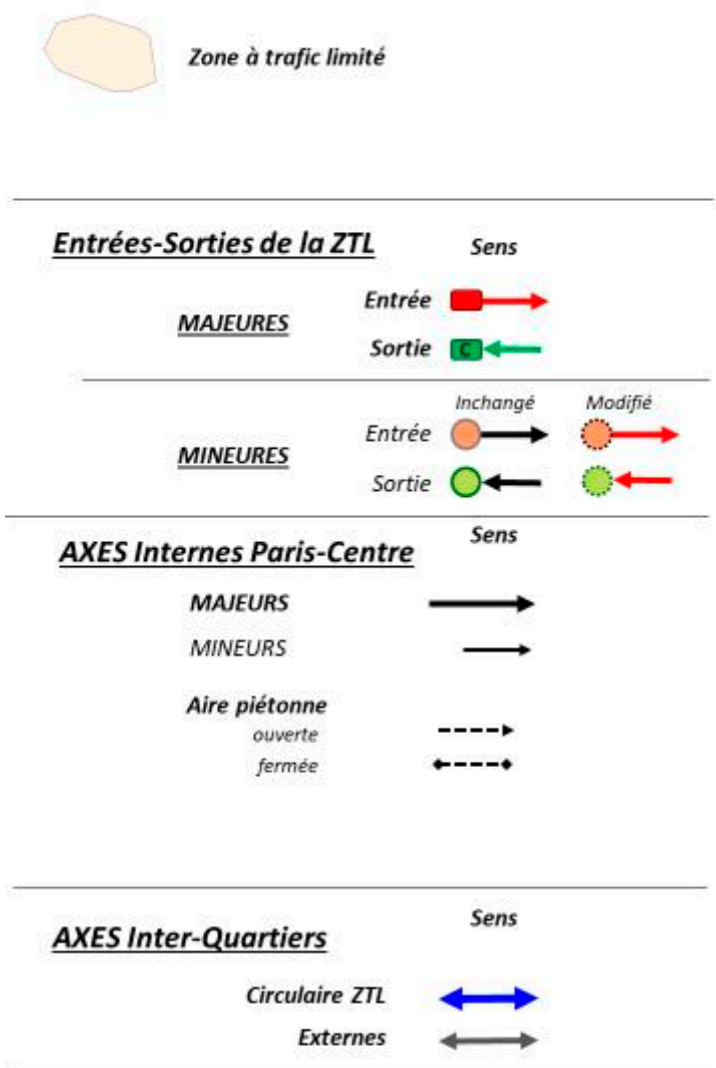 Zone à trafic limité
Entrées-Sorties de la ZTL
Sens
MAJEURES
Entrée
Sortie
C
Inchangé
Modifié
MINEURES
Entrée
Sortie
AXES Internes Paris-Centre
Sens
MAJEURS
MINEURS
Aire piétonne
ouverte
fermée
AXES Inter-Quartiers
Sens
Circulaire ZTL
Externes